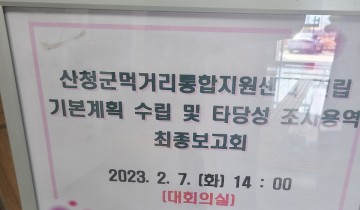 산청군먹거리통합지원센 립
기본계획 수립 및 타당성 조사용역
최종보고회
2023. 2. 7. (화) 14 : 00
(대회의실)